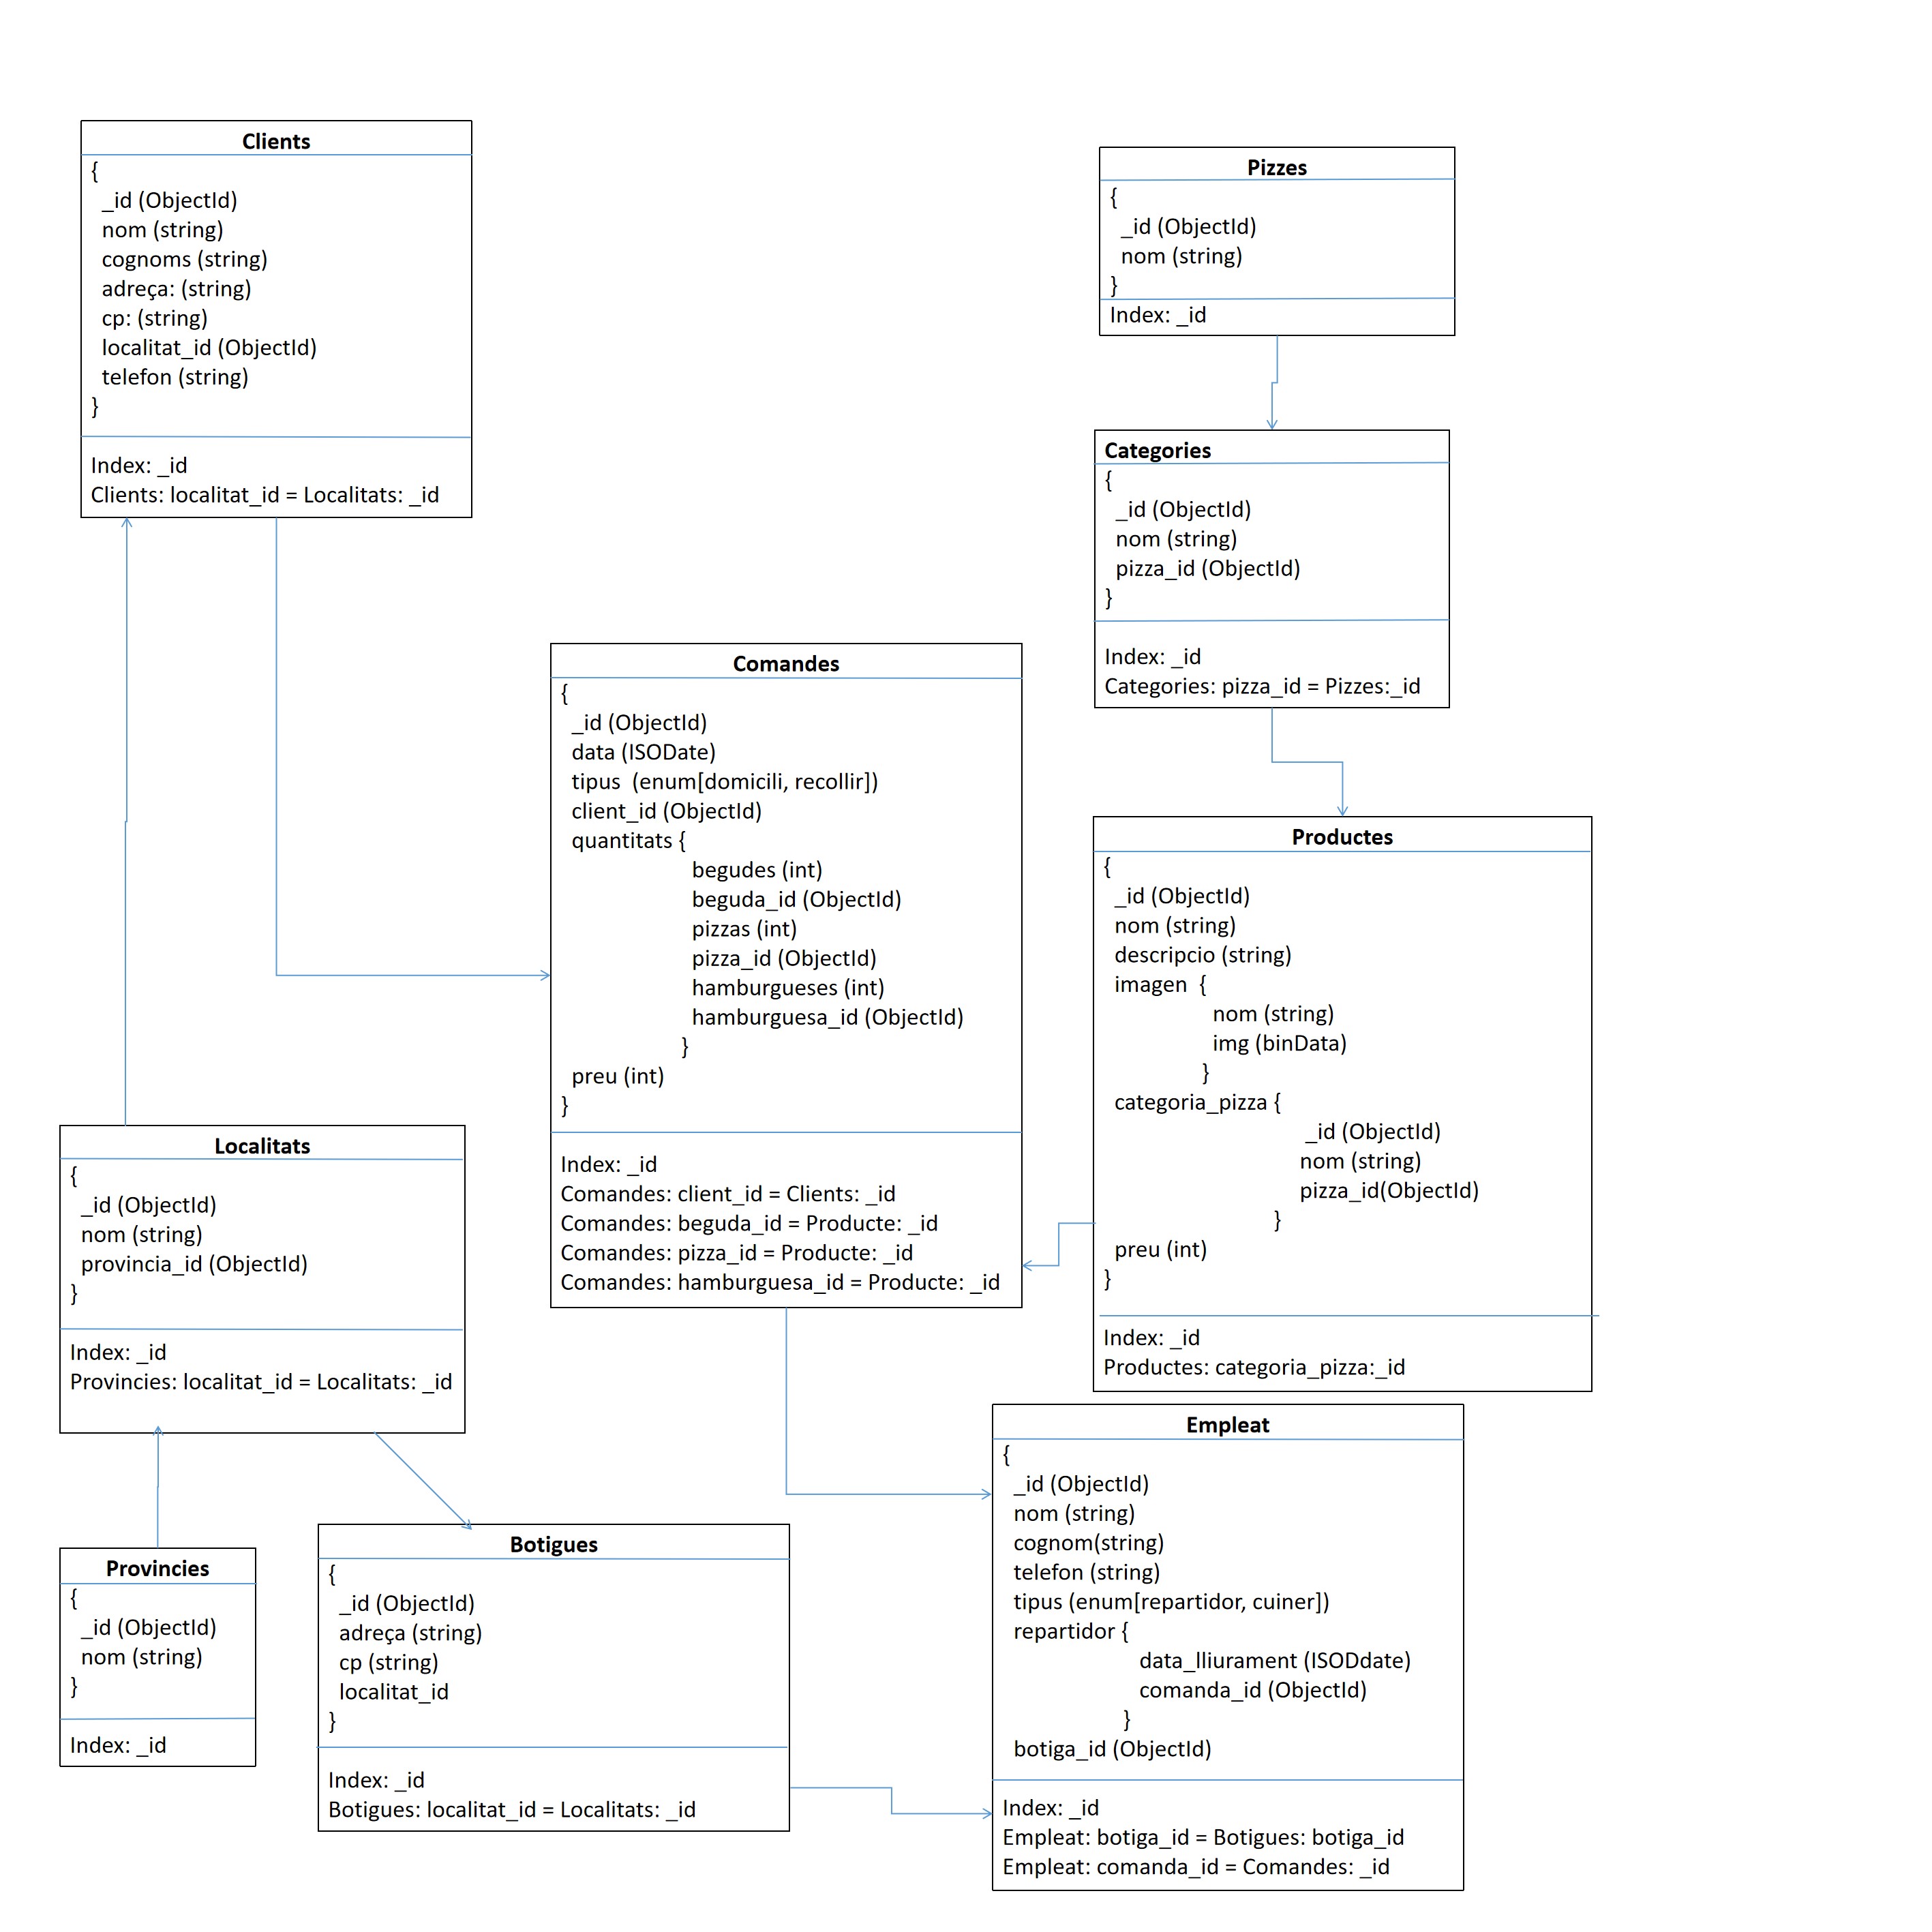 Clients
{
_id (ObjectId)
nom (string)
cognoms (string)
adreça: (string)
cp: (string)
localitat_id (ObjectId)
telefon (string)
}
Index: _id
Clients: localitat_id = Localitats: _id
Pizzes
{
_id (ObjectId)
nom (string)
}
Index: _id
Categories
{
_id (ObjectId)
nom (string)
pizza_id (ObjectId)
}
Index: _id
Categories: pizza_id = Pizzes:_id
Comandes
{
_id (ObjectId)
data (ISODate)
tipus (enum[domicili, recollir])
client_id (ObjectId)
quantitats {
begudes (int)
beguda_id (ObjectId)
pizzas (int)
pizza_id (ObjectId)
hamburgueses (int)
hamburguesa_id (ObjectId)
}
preu (int)
}
Index: _id
Comandes: client_id = Clients: _id
Comandes: beguda_id = Producte: _id
Comandes: pizza_id = Producte: _id
Comandes: hamburguesa_id = Producte: _id
Productes
{
_id (ObjectId)
nom (string)
descripcio (string)
imagen {
nom (string)
img (binData)
}
categoria_pizza {
_id (ObjectId)
nom (string)
pizza_id(ObjectId)
}
preu (int)
}
Index: _id
Productes: categoria_pizza:_id
Localitats
{
_id (ObjectId)
nom (string)
provincia_id (ObjectId)
}
Index: _id
Provincies: localitat_id = Localitats: _id
Provincies
{
_id (ObjectId)
nom (string)
}
Index: _id
Botigues
{
_id (ObjectId)
adreça (string)
cp (string)
localitat_id
}
Index: _id
Botigues: localitat_id = Localitats: _id
Empleat
{
_id (ObjectId)
nom (string)
cognom(string)
telefon (string)
tipus (enum[repartidor, cuiner])
repartidor {
data_lliurament (ISODdate)
comanda_id (ObjectId)
}
botiga_id (ObjectId)
Index: _id
Empleat: botiga_id = Botigues: botiga_id
Empleat: comanda_id = Comandes: _id